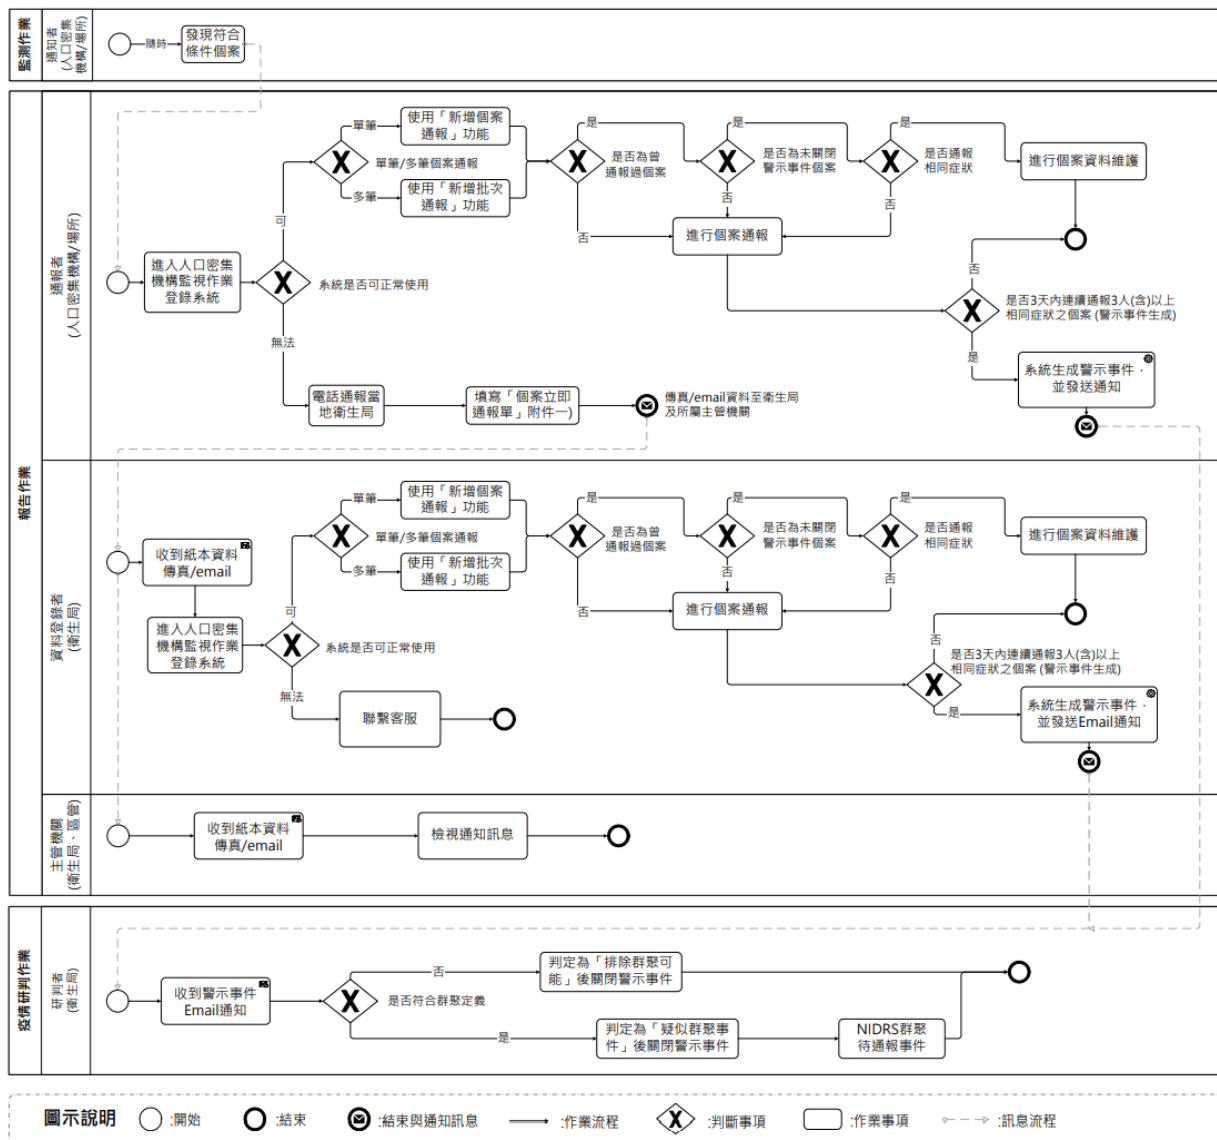 監測作業
通知者
(人口密集
機構/場所)
隨時
發現符合
條件個案
報告作業
通報者
(人口密集機構/場所)
進入人口密集
機構監視作業
登錄系統
可
無法
系統是否可正常使用
單筆
多筆
單筆/多筆個案通報
使用「新增個案
通報」功能
使用「新增批次
通報」功能
是
否
是否為曾
通報過個案
是
否
是否為未關閉
警示事件個案
是
否
是否通報
相同症狀
進行個案資料維護
進行個案通報
否
是
是否3天內連續通報3人(含)以上
相同症狀之個案 (警示事件生成)
系統生成警示事件，
並發送通知
電話通報當
地衛生局
填寫「個案立即
通報單」附件一)
傳真/email資料至衛生局
及所屬主管機關
資料登錄者
(衛生局)
收到紙本資料
傳真/email
進入人口密集
機構監視作業
登錄系統
可
無法
系統是否可正常使用
單筆
多筆
單筆/多筆個案通報
使用「新增個案
通報」功能
使用「新增批次
通報」功能
是
否
是否為曾
通報過個案
是
否
是否為未關閉
警示事件個案
是
否
是否通報
相同症狀
進行個案資料維護
進行個案通報
否
是
是否3天內連續通報3人(含)以上
相同症狀之個案 (警示事件生成)
系統生成警示事件，
並發送Email通知
聯繫客服
主管機關
(衛生局、區管)
收到紙本資料
傳真/email
檢視通知訊息
疫情研判作業
研判者
(衛生局)
收到警示事件
Email通知
否
是
是否符合群聚定義
判定為「排除群聚可
能」後關閉警示事件
判定為「疑似群聚事
件」後關閉警示事件
NIDRS群聚
待通報事件
圖示說明
:開始
:結束
:結束與通知訊息
:作業流程
:判斷事項
:作業事項
:訊息流程